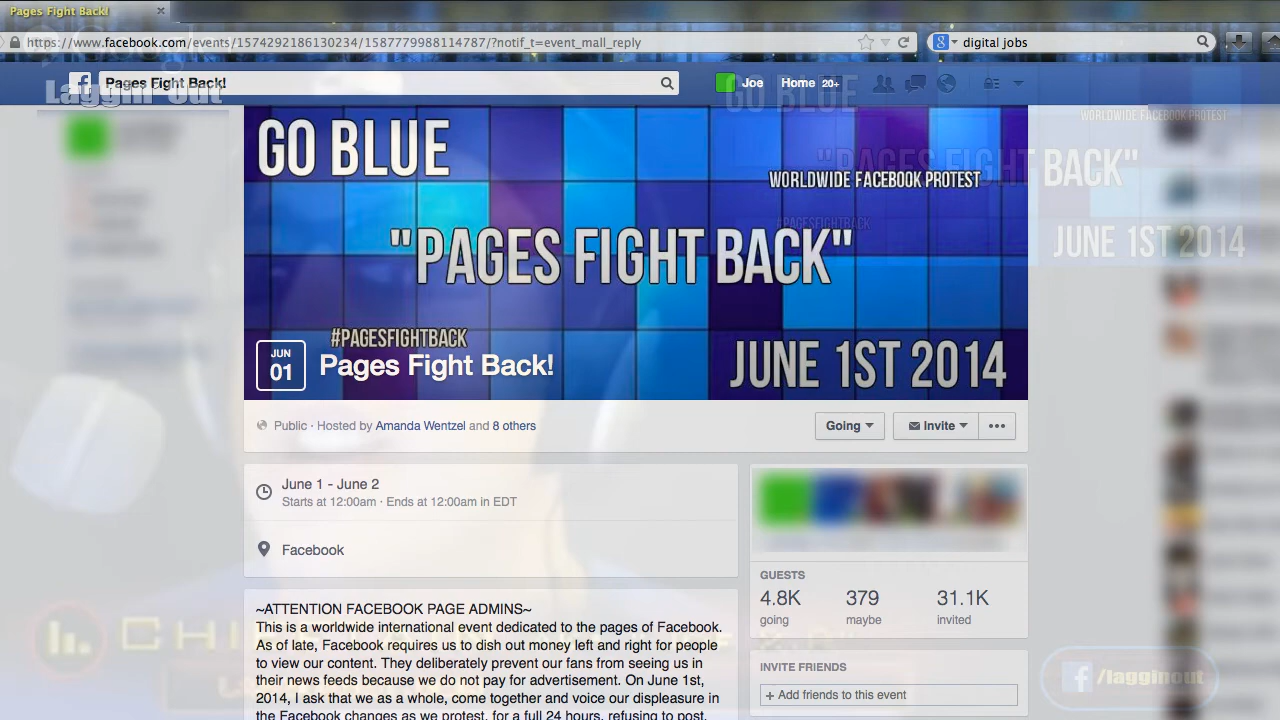 Pages Fight Back!
https://www.facebook.com/events/1574292186130234/1587779988114787/?notif_t=event_mall_reply
digital jobs
Pages Fight Back!
Joe
Home 20+
Laggin' Out
GO BLUE
GO BLUE
WORLDWIDE FACEBOOK PROTEST
WORLDWIDE FACEBOOK PROTEST
"PAGES FIGHT BACK"
"PAGES FIGHT BACK"
#PAGESFIGHTBACK
JUNE 1ST 2014
#PAGESFIGHTBACK
JUN
01
Pages Fight Back!
JUNE 1ST 2014
Public · Hosted by Amanda Wentzel and 8 others
Going
Invite
June 1 - June 2
Starts at 12:00am · Ends at 12:00am in EDT
Facebook
GUESTS
4.8K
379
31.1K
going
maybe
invited
~ATTENTION FACEBOOK PAGE ADMINS~
This is a worldwide international event dedicated to the pages of Facebook.
As of late, Facebook requires us to dish out money left and right for people
to view our content. They deliberately prevent our fans from seeing us in
their news feeds because we do not pay for advertisement. On June 1st,
2014, I ask that we as a whole, come together and voice our displeasure in
the Facebook changes as we protest, for a full 24 hours, refusing to post,
INVITE FRIENDS
+ Add friends to this event
/lagginout